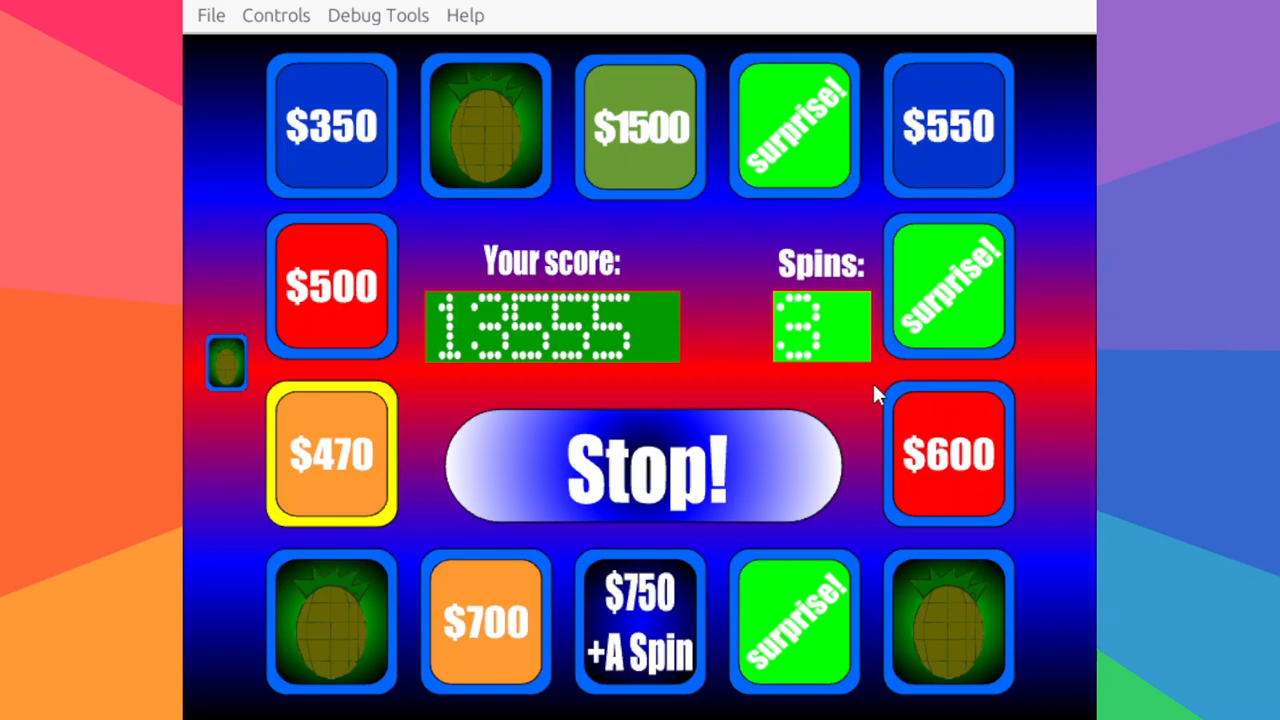 File Controls Debug Tools Help
$350
$1500
surprise!
$550
$500
Your score:
Spins:
surprise!
13555
3
$470
Stop!
$600
$700
$750
+A Spin
surprise!